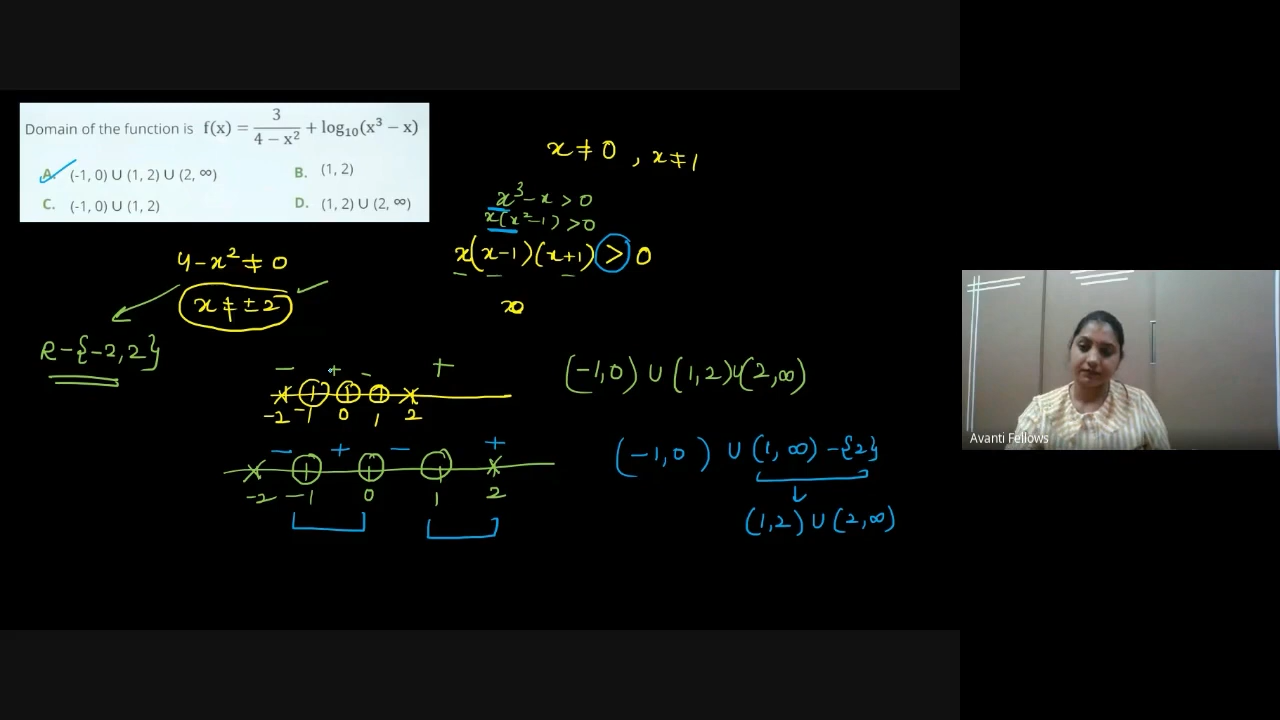 Domain of the function is f(x) = 3/(4 − x²) + log₁₀(x³ − x)
A. (-1, 0) ∪ (1, 2) ∪ (2, ∞)
B. (1, 2)
C. (-1, 0) ∪ (1, 2)
D. (1, 2) ∪ (2, ∞)
x ≠ 0 , x ≠ 1
x³ - x > 0
x(x²-1) > 0
x(x-1)(x+1) > 0
4-x² ≠ 0
x ≠ ±2
R-{-2,2}
- + - +
-2 -1 0 1 2
(-1,0) ∪ (1,2) ∪ (2,∞)
- + - +
-2 -1 0 1 2
(-1,0) ∪ (1,∞) -{2}
(1,2) ∪ (2,∞)
Avanti Fellows